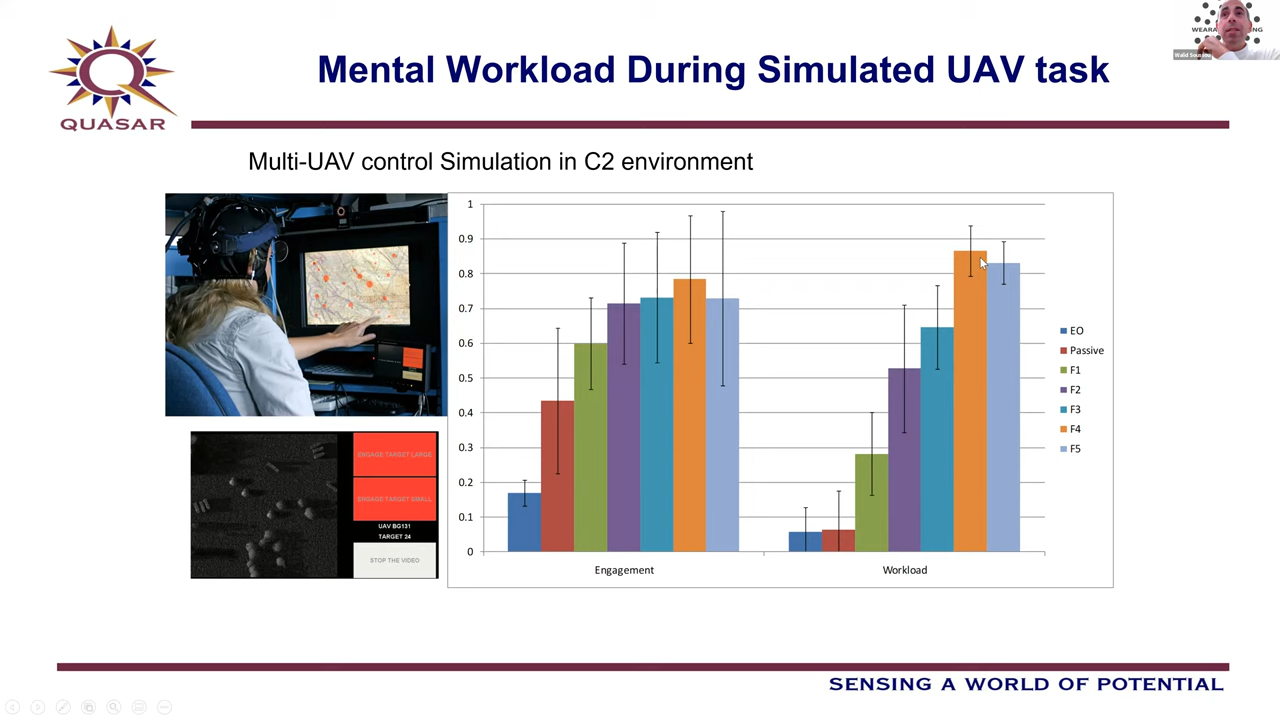 QUASAR
Mental Workload During Simulated UAV task
Walid Soussou
Multi-UAV control Simulation in C2 environment
ENGAGE TARGET LARGE
ENGAGE TARGET SMALL
UAV BG131
TARGET 24
STOP THE VIDEO
1
0.9
0.8
0.7
0.6
0.5
0.4
0.3
0.2
0.1
0
Engagement
Workload
EO
Passive
F1
F2
F3
F4
F5
SENSING A WORLD OF POTENTIAL